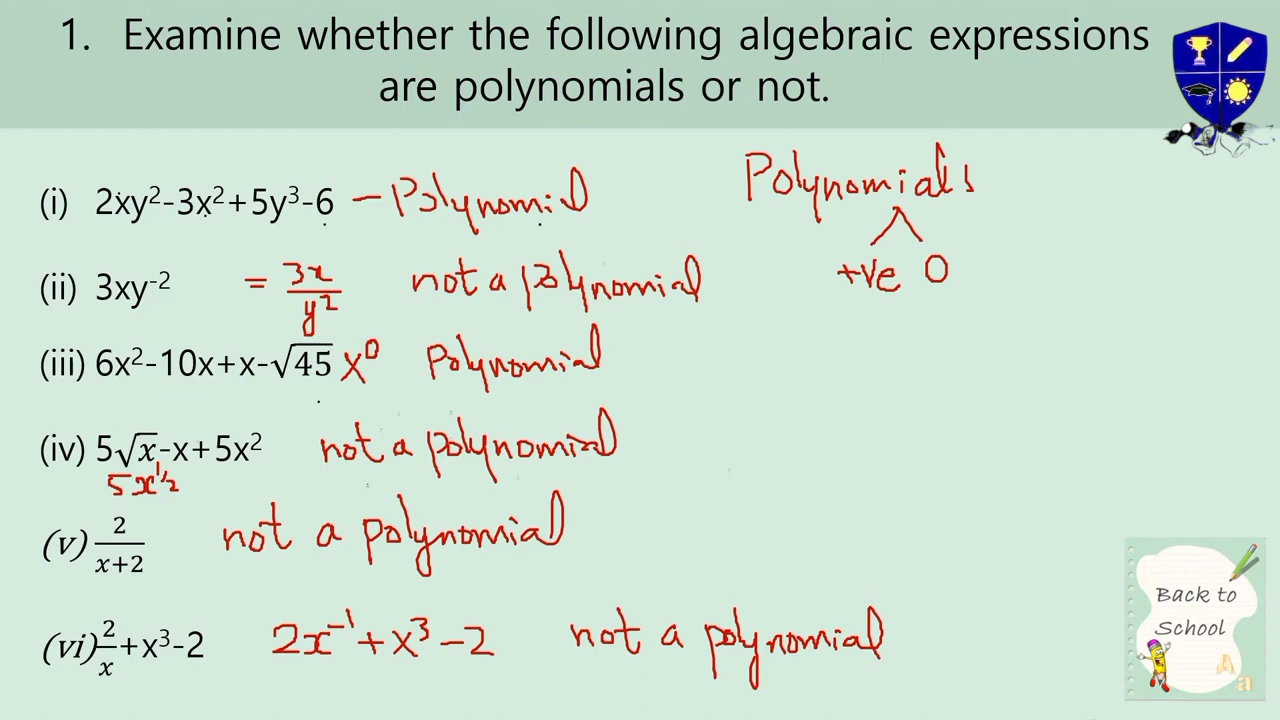 1. Examine whether the following algebraic expressions
are polynomials or not.
Polynomials
+ve 0
(i) 2xy²-3x²+5y³-6 – Polynomial
(ii) 3xy⁻² = 3x/y² not a polynomial
(iii) 6x²-10x+x-√45 x⁰ Polynomial
(iv) 5√x-x+5x² not a polynomial
5x^1/2
(v) 2/(x+2) not a polynomial
(vi) 2/x+x³-2 2x⁻¹+x³-2 not a polynomial
Back to
School
A
a